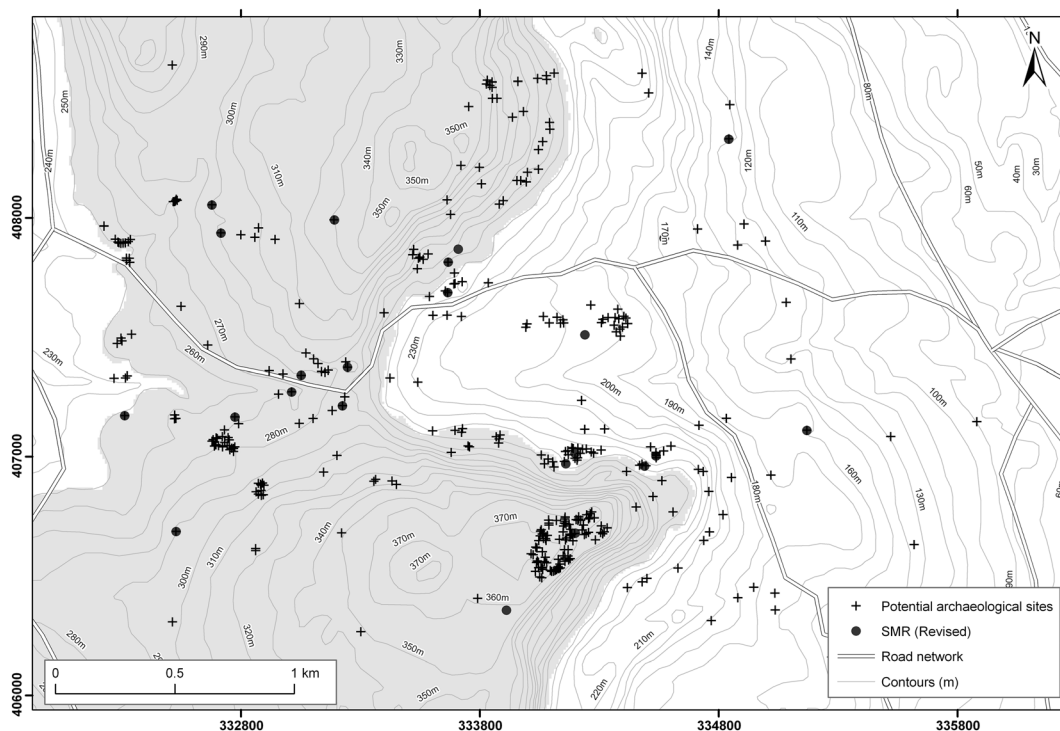 290m
330m
140m
N
250m
80m
300m
350m
120m
240m
50m
340m
40m
30m
310m
350m
60m
408000
350m
110m
170m
270m
260m
230m
230m
200m
100m
190m
280m
407000
160m
180m
370m
130m
340m
370m
310m
370m
300m
360m
90m
Potential archaeological sites
320m
SMR (Revised)
210m
280m
350m
Road network
0 0.5 1 km
220m
Contours (m)
350m
406000
332800 333800 334800 335800